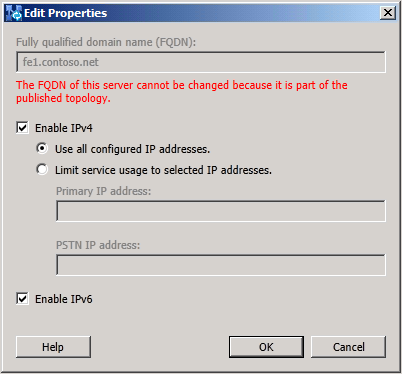 Edit Properties
Fully qualified domain name (FQDN):
fe1.contoso.net
The FQDN of this server cannot be changed because it is part of the
published topology.
Enable IPv4
Use all configured IP addresses.
Limit service usage to selected IP addresses.
Primary IP address:
PSTN IP address:
Enable IPv6
Help
OK
Cancel